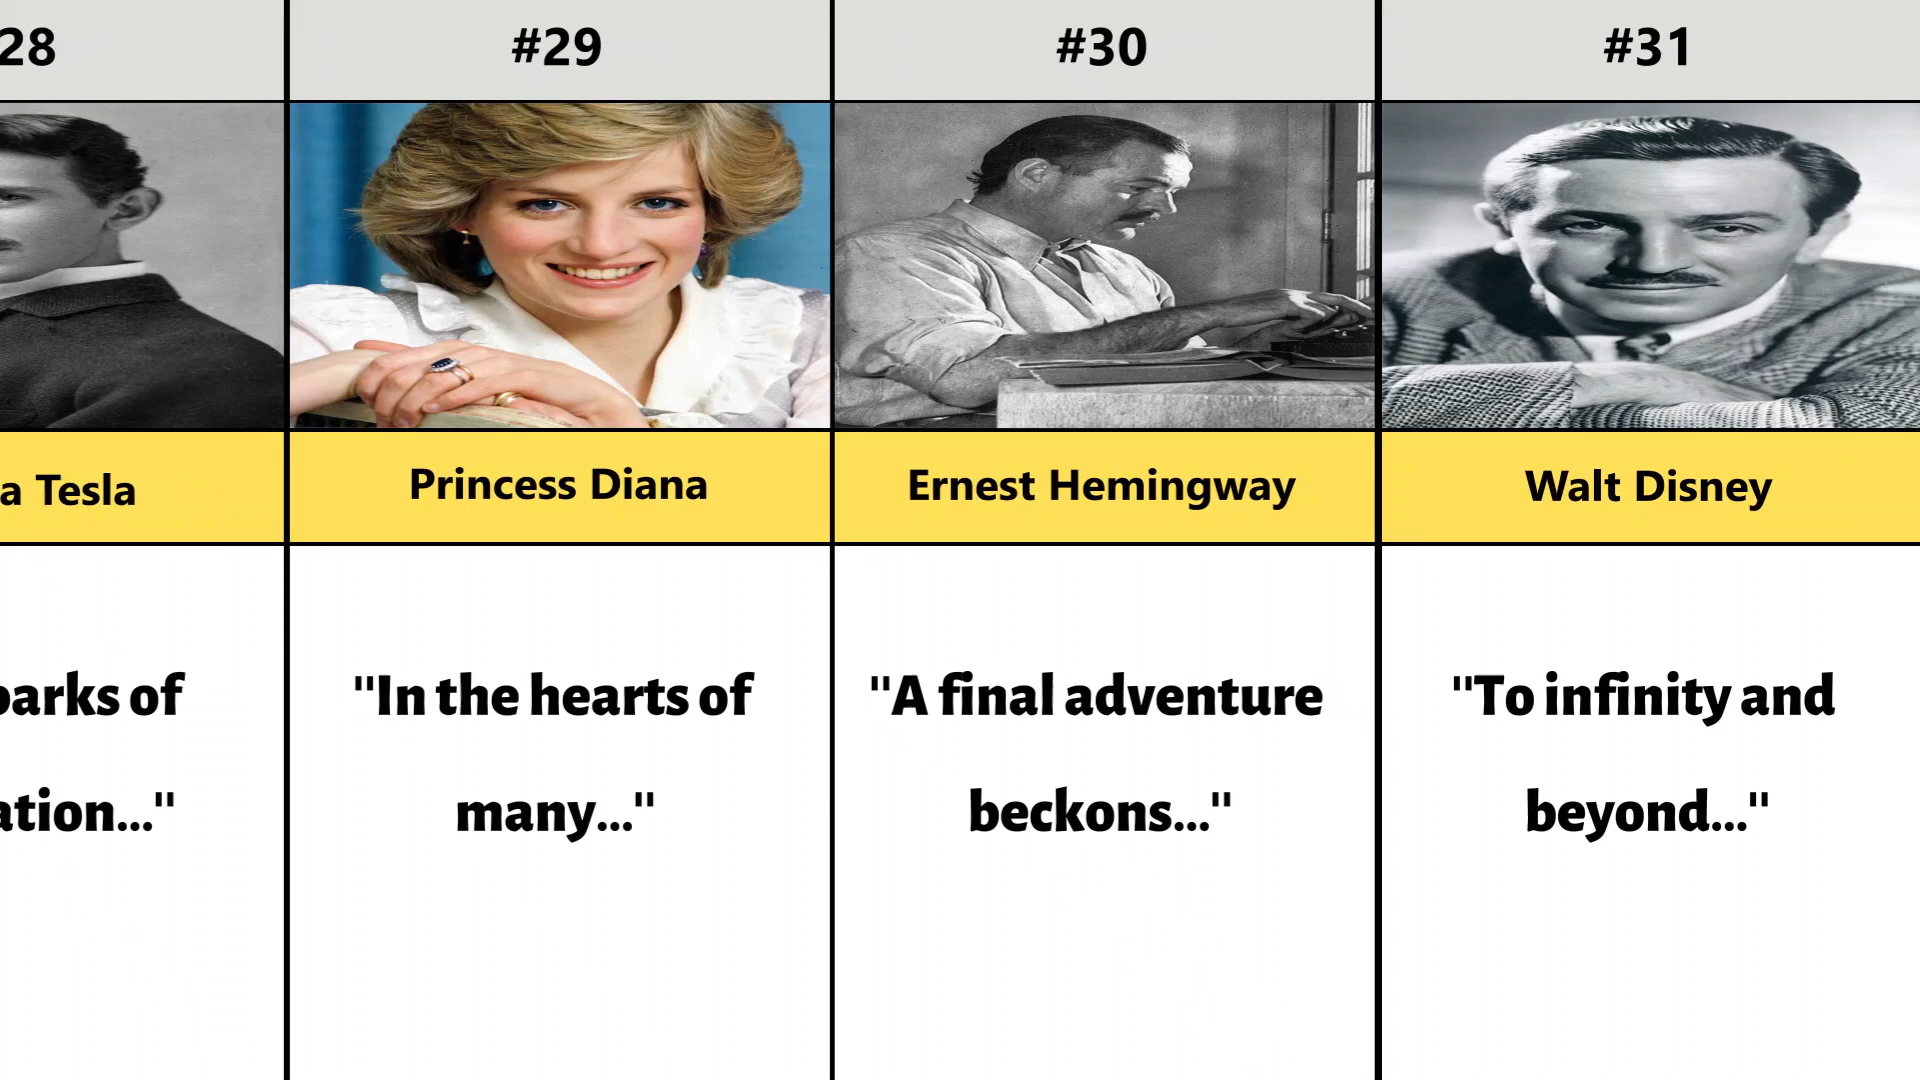 28
#29
#30
#31
a Tesla
Princess Diana
Ernest Hemingway
Walt Disney
parks of
ation..."
"In the hearts of
many..."
"A final adventure
beckons..."
"To infinity and
beyond..."